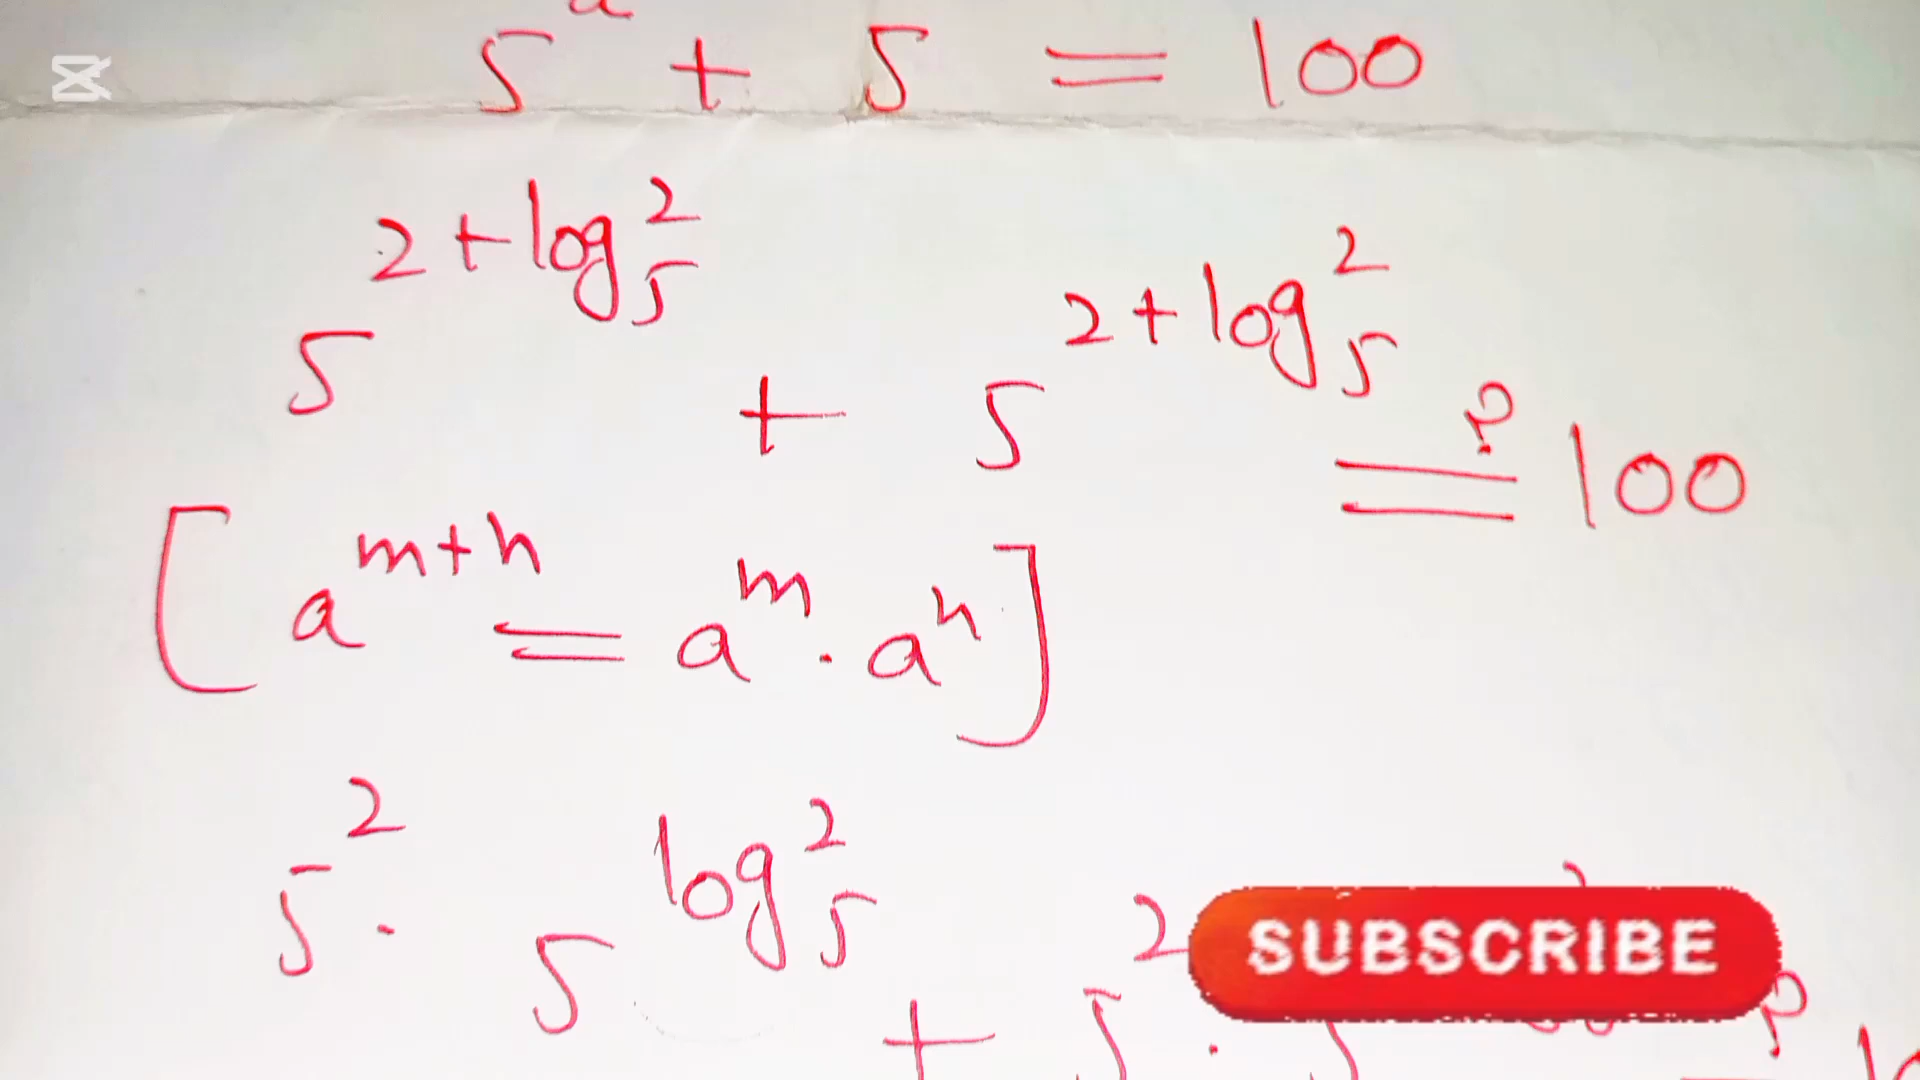 5 + 5 = 100
5^{2+log_5^2} + 5^{2+log_5^2} ?= 100
[a^{m+n} = a^m . a^n]
5^2 . 5^{log_5^2} + 5^2 .
SUBSCRIBE